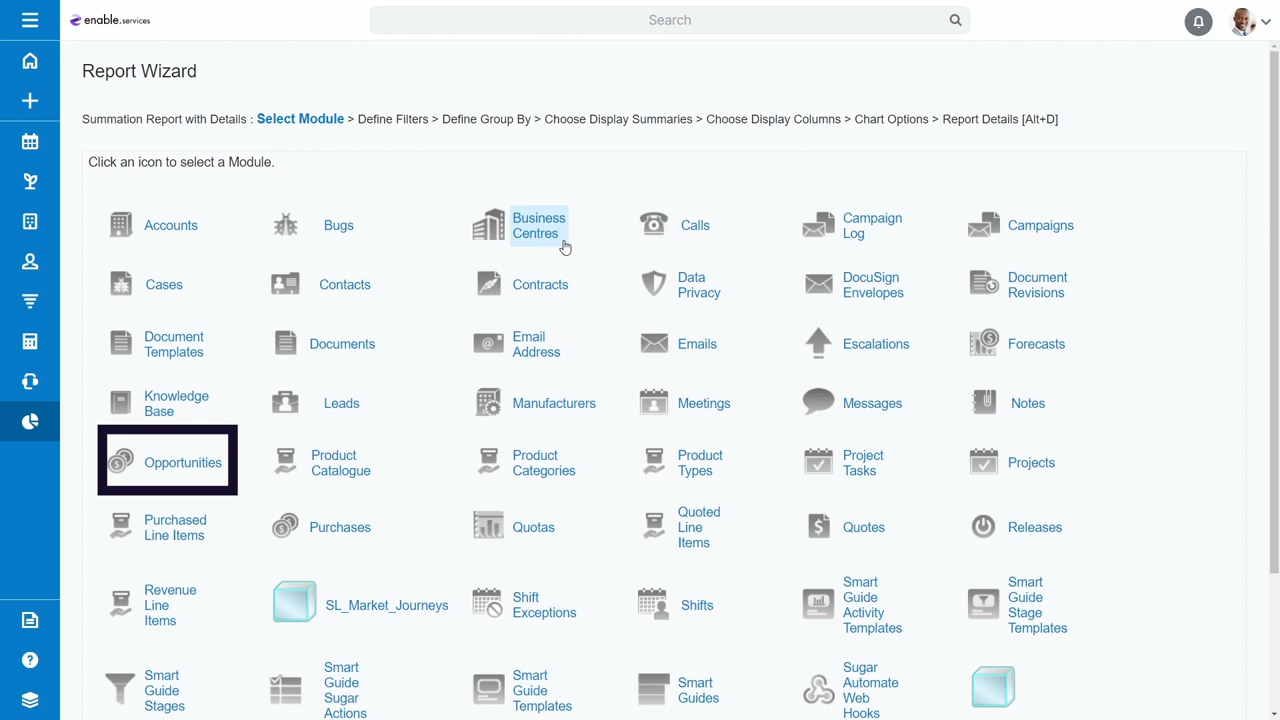 enable.services
Search
Report Wizard
Summation Report with Details : Select Module > Define Filters > Define Group By > Choose Display Summaries > Choose Display Columns > Chart Options > Report Details [Alt+D]
Click an icon to select a Module.
Accounts
Bugs
Business
Centres
Calls
Campaign
Log
Campaigns
Cases
Contacts
Contracts
Data
Privacy
DocuSign
Envelopes
Document
Revisions
Document
Templates
Documents
Email
Address
Emails
Escalations
Forecasts
Knowledge
Base
Leads
Manufacturers
Meetings
Messages
Notes
Opportunities
Product
Catalogue
Product
Categories
Product
Types
Project
Tasks
Projects
Purchased
Line Items
Purchases
Quotas
Quoted
Line
Items
Quotes
Releases
Revenue
Line
Items
SL_Market_Journeys
Shift
Exceptions
Shifts
Smart
Guide
Activity
Templates
Smart
Guide
Stage
Templates
Smart
Guide
Stages
Smart
Guide
Sugar
Actions
Smart
Guide
Templates
Smart
Guides
Sugar
Automate
Web
Hooks